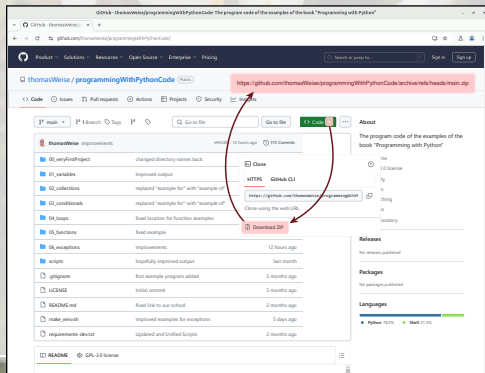 GitHub - thomasWeise/programmingWithPythonCode: The program code of the examples of the book "Programming with Python"
github.com/thomasWeise/programmingWithPythonCode/
Product Solutions Resources Open Source Enterprise Pricing
Search or jump to...
Sign in Sign up
thomasWeise / programmingWithPythonCode Public
https://github.com/thomasWeise/programmingWithPythonCode/archive/refs/heads/main.zip
Code Issues Pull requests Actions Projects Security Insights
main 1 Branch Tags Go to file Go to file Code
thomasWeise improvements 12 hours ago 115 Commits
00_veryFirstProject changed directory names back
01_variables improved output
02_collections replaced "example for" with "example of"
03_conditionals replaced "example for" with "example of"
04_loops fixed location for function examples
05_functions fixed example
06_exceptions improvements 12 hours ago
scripts hopefully improved output last month
.gitignore first example program added 5 months ago
LICENSE Initial commit 5 months ago
README.md fixed link to our school 2 months ago
make_venv.sh improved examples for exceptions 5 days ago
requirements-dev.txt Updated and Unified Scripts 2 months ago
README GPL-3.0 license
Clone
HTTPS GitHub CLI
Clone using the web URL.
Download ZIP
About
The program code of the examples of the
book "Programming with Python"
Releases
No releases published
Packages
No packages published
Languages
Python 78.5% Shell 21.5%